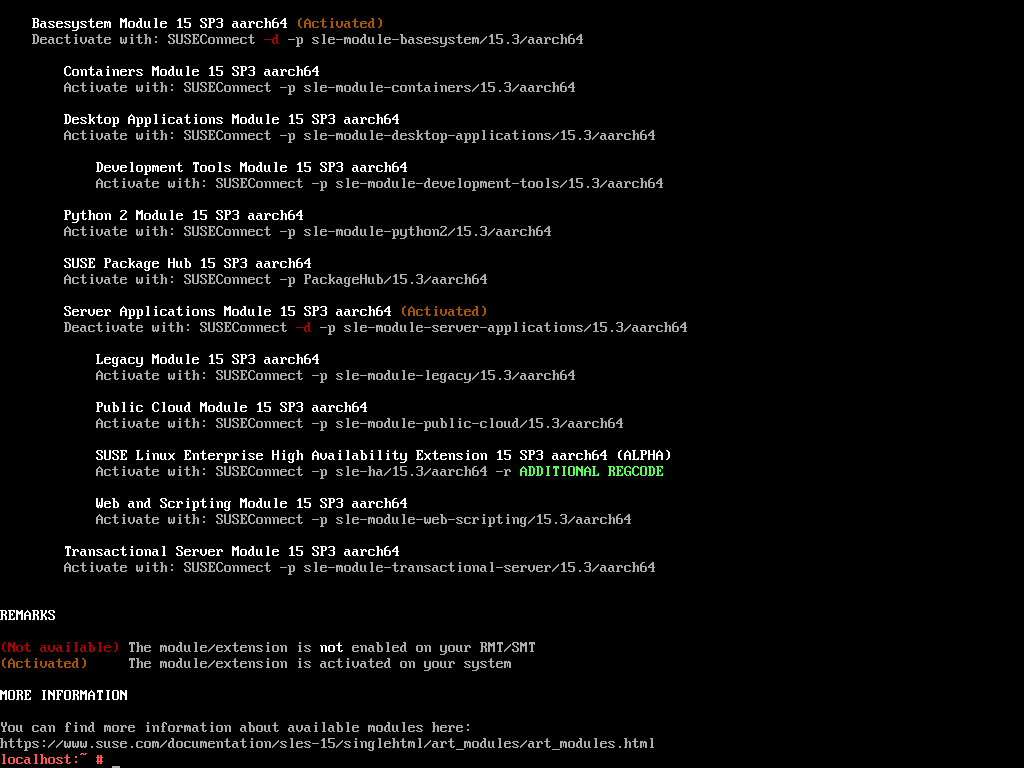 Basesystem Module 15 SP3 aarch64 (Activated)
Deactivate with: SUSEConnect -d -p sle-module-basesystem/15.3/aarch64
Containers Module 15 SP3 aarch64
Activate with: SUSEConnect -p sle-module-containers/15.3/aarch64
Desktop Applications Module 15 SP3 aarch64
Activate with: SUSEConnect -p sle-module-desktop-applications/15.3/aarch64
Development Tools Module 15 SP3 aarch64
Activate with: SUSEConnect -p sle-module-development-tools/15.3/aarch64
Python 2 Module 15 SP3 aarch64
Activate with: SUSEConnect -p sle-module-python2/15.3/aarch64
SUSE Package Hub 15 SP3 aarch64
Activate with: SUSEConnect -p PackageHub/15.3/aarch64
Server Applications Module 15 SP3 aarch64 (Activated)
Deactivate with: SUSEConnect -d -p sle-module-server-applications/15.3/aarch64
Legacy Module 15 SP3 aarch64
Activate with: SUSEConnect -p sle-module-legacy/15.3/aarch64
Public Cloud Module 15 SP3 aarch64
Activate with: SUSEConnect -p sle-module-public-cloud/15.3/aarch64
SUSE Linux Enterprise High Availability Extension 15 SP3 aarch64 (ALPHA)
Activate with: SUSEConnect -p sle-ha/15.3/aarch64 -r ADDITIONAL REGCODE
Web and Scripting Module 15 SP3 aarch64
Activate with: SUSEConnect -p sle-module-web-scripting/15.3/aarch64
Transactional Server Module 15 SP3 aarch64
Activate with: SUSEConnect -p sle-module-transactional-server/15.3/aarch64
REMARKS
(Not available) The module/extension is not enabled on your RMT/SMT
(Activated) The module/extension is activated on your system
MORE INFORMATION
You can find more information about available modules here:
https://www.suse.com/documentation/sles-15/singlehtml/art_modules/art_modules.html
localhost:~ # _